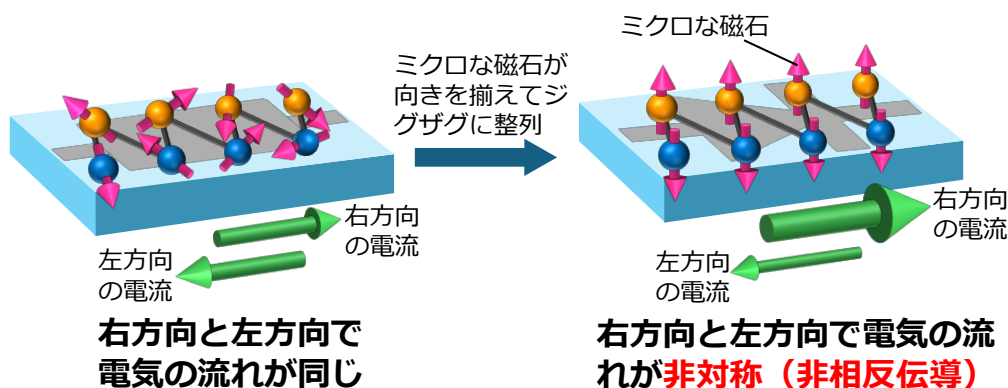 ミクロな磁石が
向きを揃えてジ
グザグに整列
ミクロな磁石
右方向
の電流
左方向
の電流
右方向と左方向で
電気の流れが同じ
右方向
の電流
左方向
の電流
右方向と左方向で電気の流
れが非対称（非相反伝導）